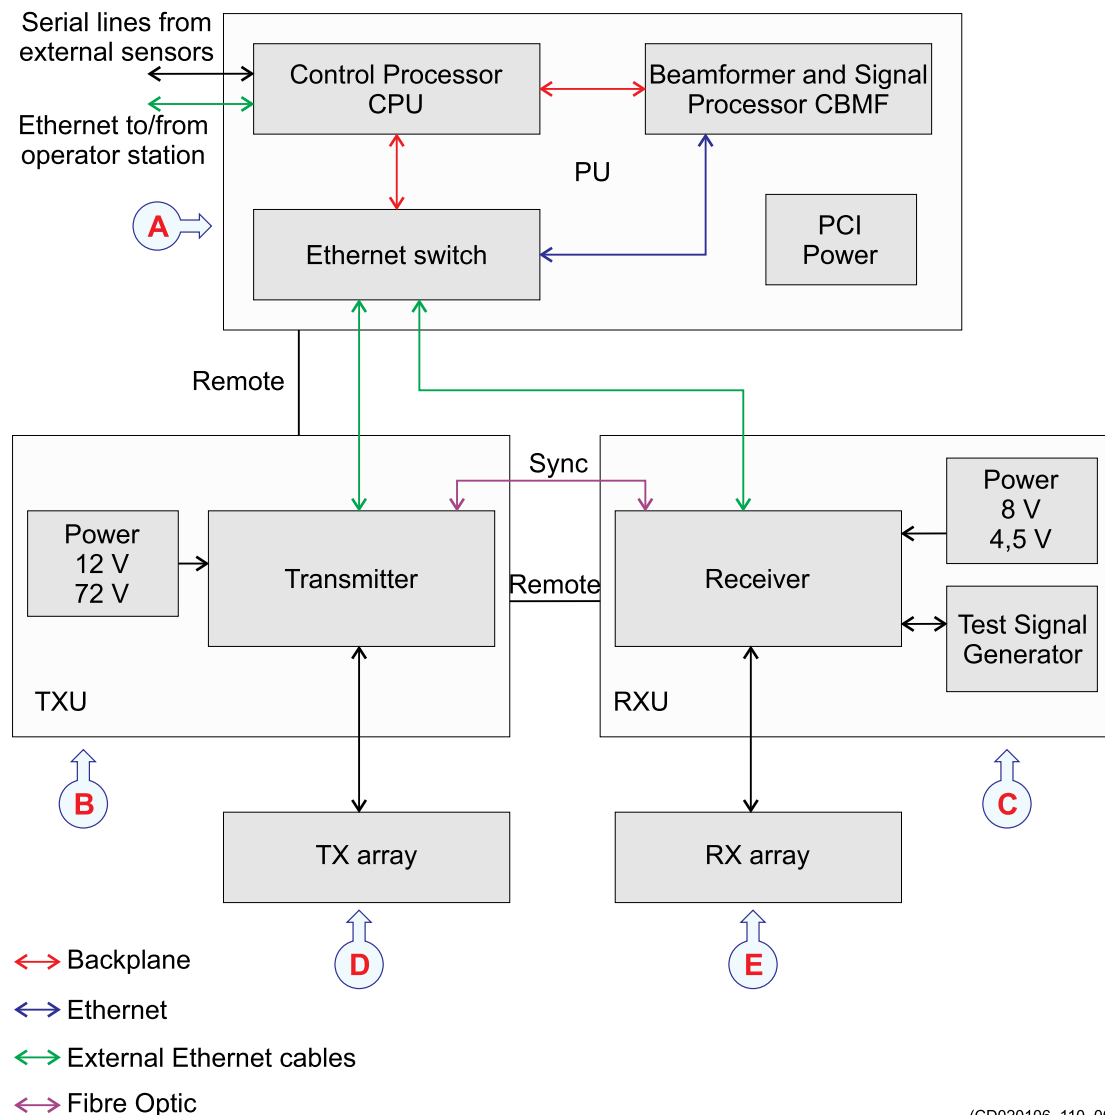 Serial lines from
external sensors
Ethernet to/from
operator station
Control Processor
CPU
Beamformer and Signal
Processor CBMF
PU
A
Ethernet switch
PCI
Power
Remote
Sync
Power
12 V
72 V
Transmitter
Remote
Receiver
Power
8 V
4,5 V
Test Signal
Generator
TXU
RXU
B
C
TX array
RX array
D
E
Backplane
Ethernet
External Ethernet cables
Fibre Optic